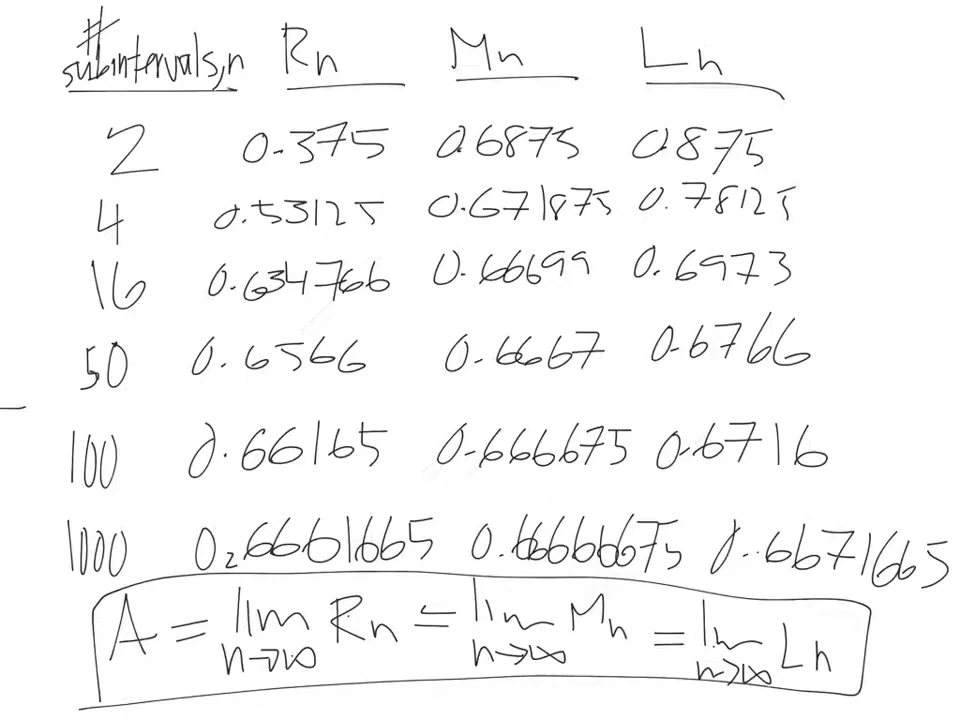 # subintervals, n Rn Mn Ln
2 0.375 0.6875 0.875
4 0.53125 0.671875 0.78125
16 0.634766 0.66699 0.6973
50 0.6566 0.6667 0.6766
100 0.66165 0.666675 0.6716
1000 0.6661665 0.66666675 0.6671665
A = lim n→∞ Rn = lim n→∞ Mn = lim n→∞ Ln